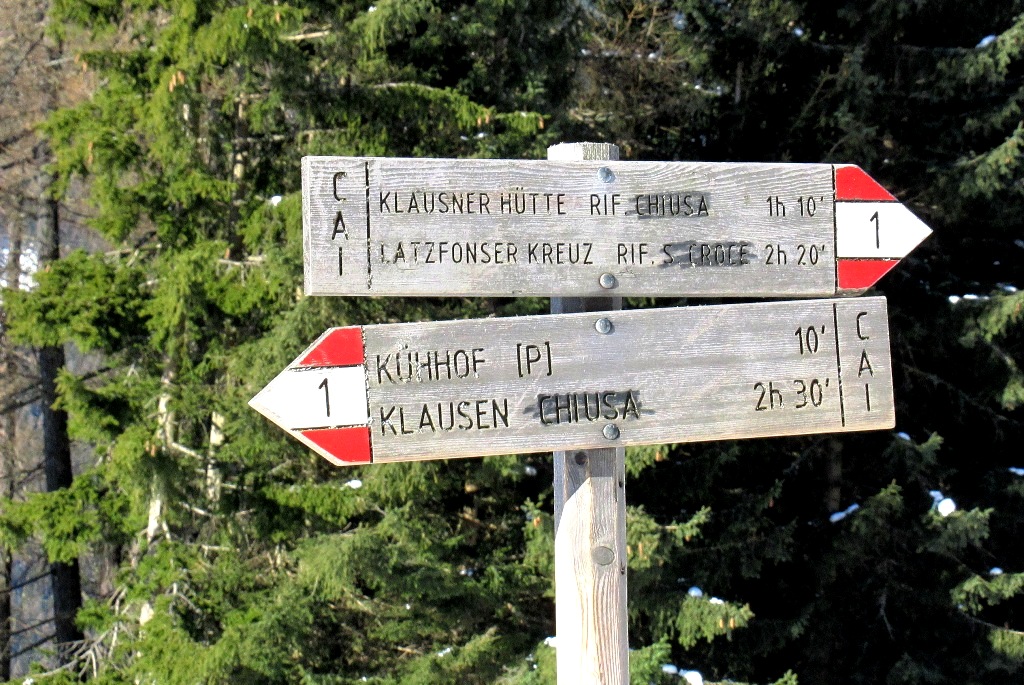 CAI
KLAUSNER HÜTTE RIF. CHIUSA 1h 10' 1
LATZFONSER KREUZ RIF. S. CROCE 2h 20'
1 KÜHHOF [P] 10'
KLAUSEN CHIUSA 2h 30'
CAI